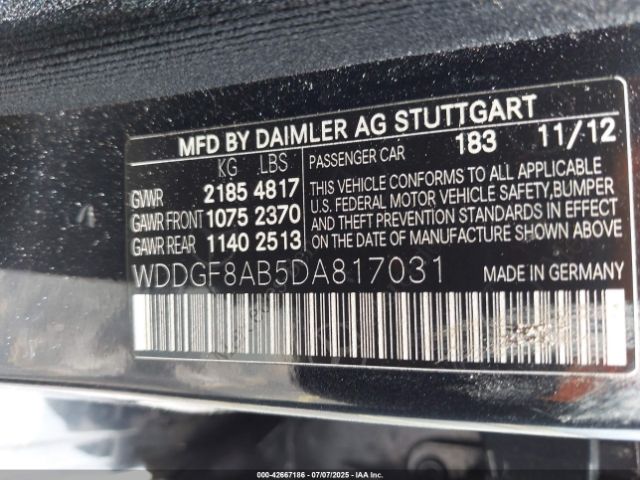 MFD BY DAIMLER AG STUTTGART
KG LBS PASSENGER CAR 183 11/12
GVWR 2185 4817
GAWR FRONT 1075 2370
GAWR REAR 1140 2513
THIS VEHICLE CONFORMS TO ALL APPLICABLE
U.S. FEDERAL MOTOR VEHICLE SAFETY,BUMPER
AND THEFT PREVENTION STANDARDS IN EFFECT
ON THE DATE OF MANUFACTURE SHOWN ABOVE
WDDGF8AB5DA817031
MADE IN GERMANY
000-42667186 - 07/07/2025 - IAAI.com